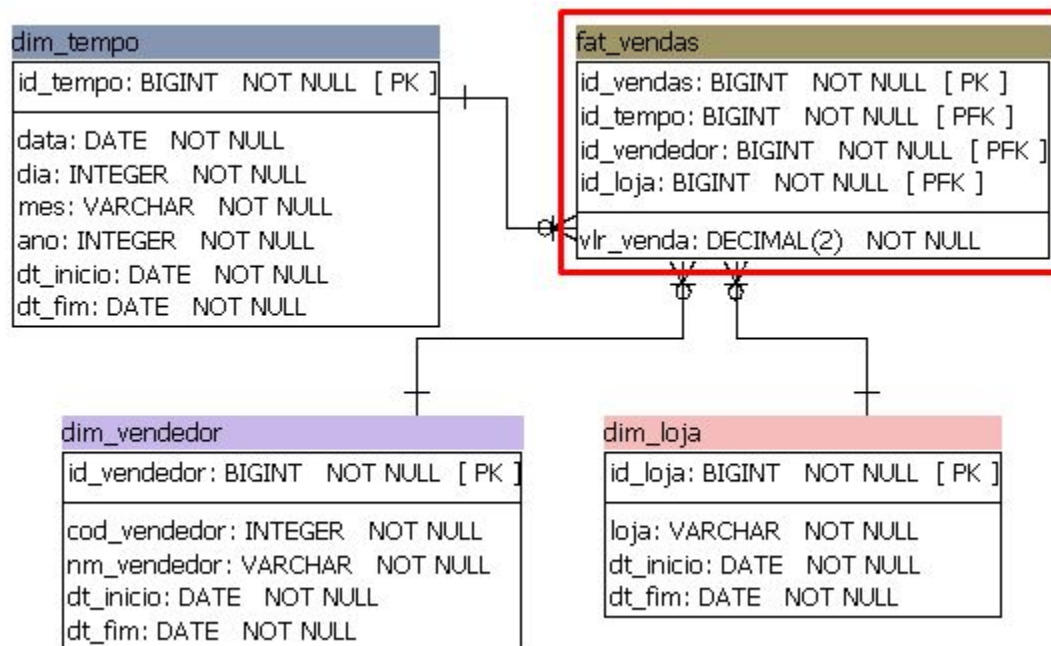 dim_tempo
id_tempo: BIGINT NOT NULL [ PK ]
data: DATE NOT NULL
dia: INTEGER NOT NULL
mes: VARCHAR NOT NULL
ano: INTEGER NOT NULL
dt_inicio: DATE NOT NULL
dt_fim: DATE NOT NULL
fat_vendas
id_vendas: BIGINT NOT NULL [ PK ]
id_tempo: BIGINT NOT NULL [ PFK ]
id_vendedor: BIGINT NOT NULL [ PFK ]
id_loja: BIGINT NOT NULL [ PFK ]
vlr_venda: DECIMAL(2) NOT NULL
dim_vendedor
id_vendedor: BIGINT NOT NULL [ PK ]
cod_vendedor: INTEGER NOT NULL
nm_vendedor: VARCHAR NOT NULL
dt_inicio: DATE NOT NULL
dt_fim: DATE NOT NULL
dim_loja
id_loja: BIGINT NOT NULL [ PK ]
loja: VARCHAR NOT NULL
dt_inicio: DATE NOT NULL
dt_fim: DATE NOT NULL